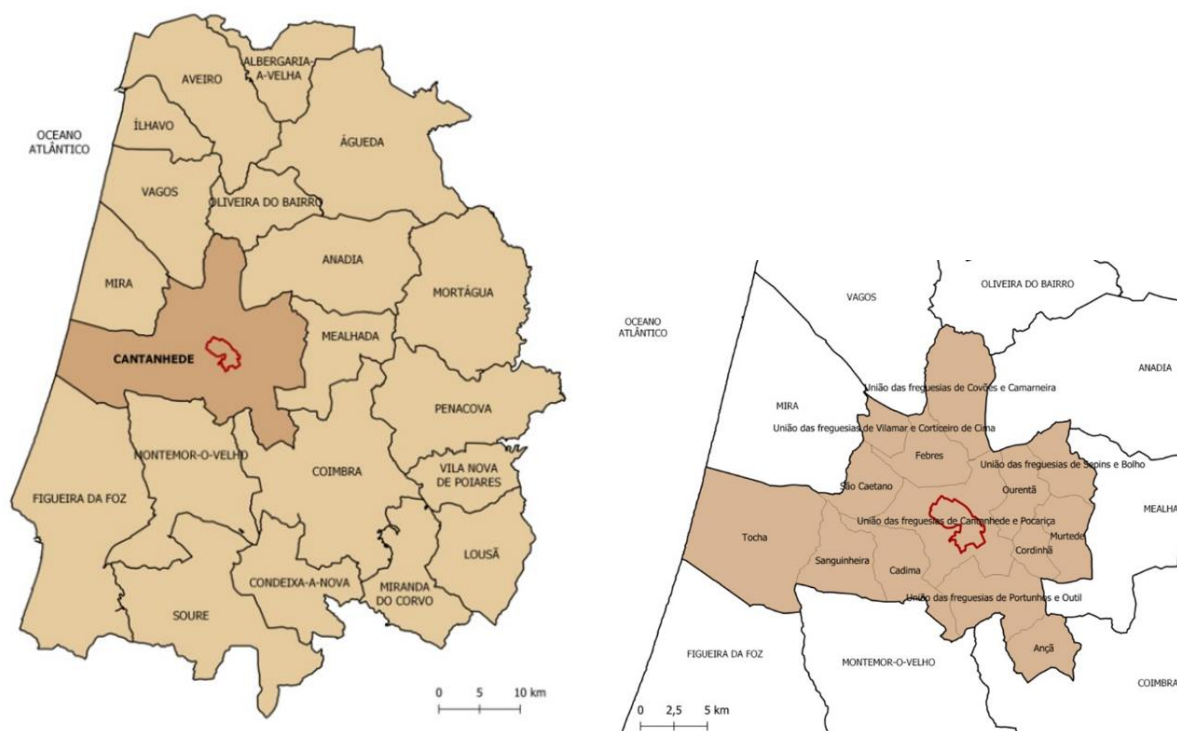 ALBERGARIA-
A-VELHA
AVEIRO
ÍLHAVO
ÁGUEDA
OCEANO
ATLÂNTICO
VAGOS
OLIVEIRA DO BAIRRO
ANADIA
MIRA
MORTÁGUA
MEALHADA
CANTANHEDE
PENACOVA
MONTEMOR-O-VELHO
COIMBRA
VILA NOVA
DE POIARES
FIGUEIRA DA FOZ
LOUSÃ
CONDEIXA-A-NOVA
MIRANDA
DO CORVO
SOURE
0 5 10 km
OLIVEIRA DO BAIRRO
VAGOS
OCEANO
ATLÂNTICO
ANADIA
União das freguesias de Covões e Camarneira
MIRA
União das freguesias de Vilamar e Corticeiro de Cima
Febres
União das freguesias de Sepins e Bolho
São Caetano
Ourentã
MEALHA
União das freguesias de Cantanhede e Pocariça
Tocha
Murtede
Sanguinheira
Cordinhã
Cadima
União das freguesias de Portunhos e Outil
Ançã
FIGUEIRA DA FOZ
MONTEMOR-O-VELHO
COIMBR
0 2,5 5 km